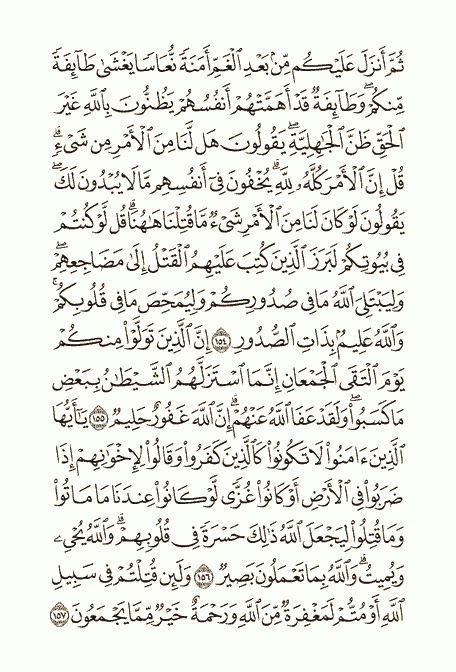 ثُمَّ أَنزَلَ عَلَيْكُم مِّنۢ بَعْدِ ٱلْغَمِّ أَمَنَةً نُّعَاسًا يَغْشَىٰ طَآئِفَةً
مِّنكُمْ ۖ وَطَآئِفَةٌ قَدْ أَهَمَّتْهُمْ أَنفُسُهُمْ يَظُنُّونَ بِٱللَّهِ غَيْرَ
ٱلْحَقِّ ظَنَّ ٱلْجَٰهِلِيَّةِ ۖ يَقُولُونَ هَل لَّنَا مِنَ ٱلْأَمْرِ مِن شَىْءٍ ۗ
قُلْ إِنَّ ٱلْأَمْرَ كُلَّهُۥ لِلَّهِ ۗ يُخْفُونَ فِىٓ أَنفُسِهِم مَّا لَا يُبْدُونَ لَكَ ۖ
يَقُولُونَ لَوْ كَانَ لَنَا مِنَ ٱلْأَمْرِ شَىْءٌ مَّا قُتِلْنَا هَٰهُنَا ۗ قُل لَّوْ كُنتُمْ
فِى بُيُوتِكُمْ لَبَرَزَ ٱلَّذِينَ كُتِبَ عَلَيْهِمُ ٱلْقَتْلُ إِلَىٰ مَضَاجِعِهِمْ ۖ
وَلِيَبْتَلِىَ ٱللَّهُ مَا فِى صُدُورِكُمْ وَلِيُمَحِّصَ مَا فِى قُلُوبِكُمْ ۗ
وَٱللَّهُ عَلِيمٌۢ بِذَاتِ ٱلصُّدُورِ ١٥٤ إِنَّ ٱلَّذِينَ تَوَلَّوْا۟ مِنكُمْ
يَوْمَ ٱلْتَقَى ٱلْجَمْعَانِ إِنَّمَا ٱسْتَزَلَّهُمُ ٱلشَّيْطَٰنُ بِبَعْضِ
مَا كَسَبُوا۟ ۖ وَلَقَدْ عَفَا ٱللَّهُ عَنْهُمْ ۗ إِنَّ ٱللَّهَ غَفُورٌ حَلِيمٌ ١٥٥ يَٰٓأَيُّهَا
ٱلَّذِينَ ءَامَنُوا۟ لَا تَكُونُوا۟ كَٱلَّذِينَ كَفَرُوا۟ وَقَالُوا۟ لِإِخْوَٰنِهِمْ إِذَا
ضَرَبُوا۟ فِى ٱلْأَرْضِ أَوْ كَانُوا۟ غُزًّى لَّوْ كَانُوا۟ عِندَنَا مَا مَاتُوا۟
وَمَا قُتِلُوا۟ لِيَجْعَلَ ٱللَّهُ ذَٰلِكَ حَسْرَةً فِى قُلُوبِهِمْ ۗ وَٱللَّهُ يُحْىِۦ
وَيُمِيتُ ۗ وَٱللَّهُ بِمَا تَعْمَلُونَ بَصِيرٌ ١٥٦ وَلَئِن قُتِلْتُمْ فِى سَبِيلِ
ٱللَّهِ أَوْ مُتُّمْ لَمَغْفِرَةٌ مِّنَ ٱللَّهِ وَرَحْمَةٌ خَيْرٌ مِّمَّا يَجْمَعُونَ ١٥٧